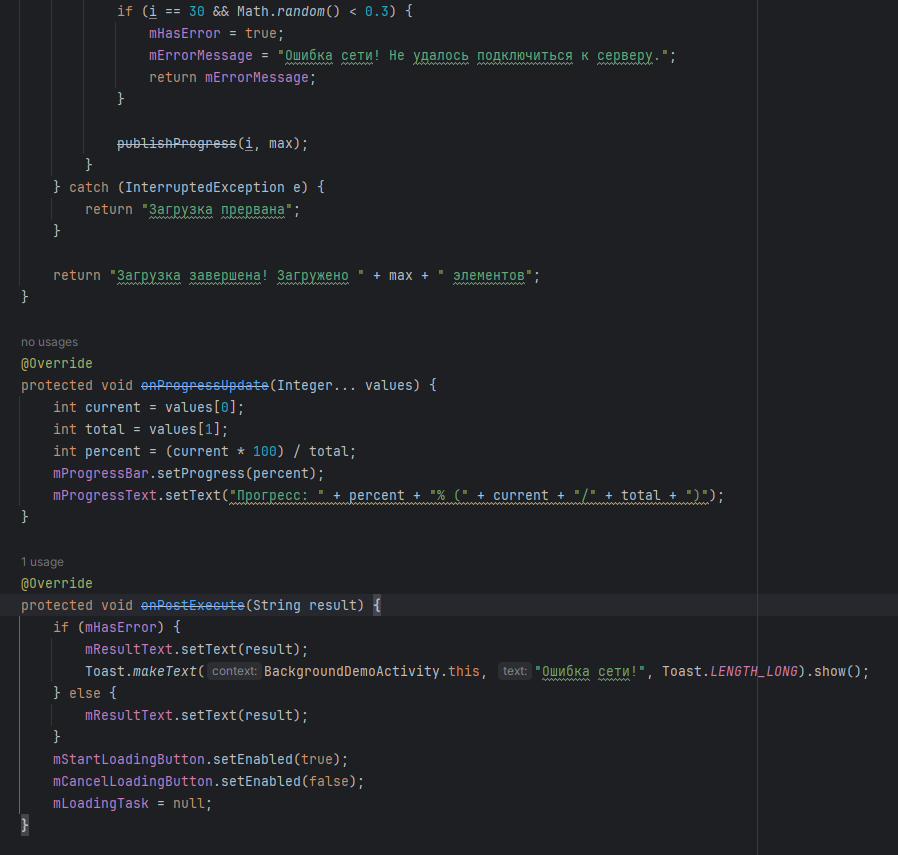 if (i == 30 && Math.random() < 0.3) {
mHasError = true;
mErrorMessage = "Ошибка сети! Не удалось подключиться к серверу.";
return mErrorMessage;
}
publishProgress(i, max);
}
} catch (InterruptedException e) {
return "Загрузка прервана";
}
return "Загрузка завершена! Загружено " + max + " элементов";
}
no usages
@Override
protected void onProgressUpdate(Integer... values) {
int current = values[0];
int total = values[1];
int percent = (current * 100) / total;
mProgressBar.setProgress(percent);
mProgressText.setText("Прогресс: " + percent + "% (" + current + "/" + total + ")");
}
1 usage
@Override
protected void onPostExecute(String result) {
if (mHasError) {
mResultText.setText(result);
Toast.makeText( context: BackgroundDemoActivity.this, text: "Ошибка сети!", Toast.LENGTH_LONG).show();
} else {
mResultText.setText(result);
}
mStartLoadingButton.setEnabled(true);
mCancelLoadingButton.setEnabled(false);
mLoadingTask = null;
}